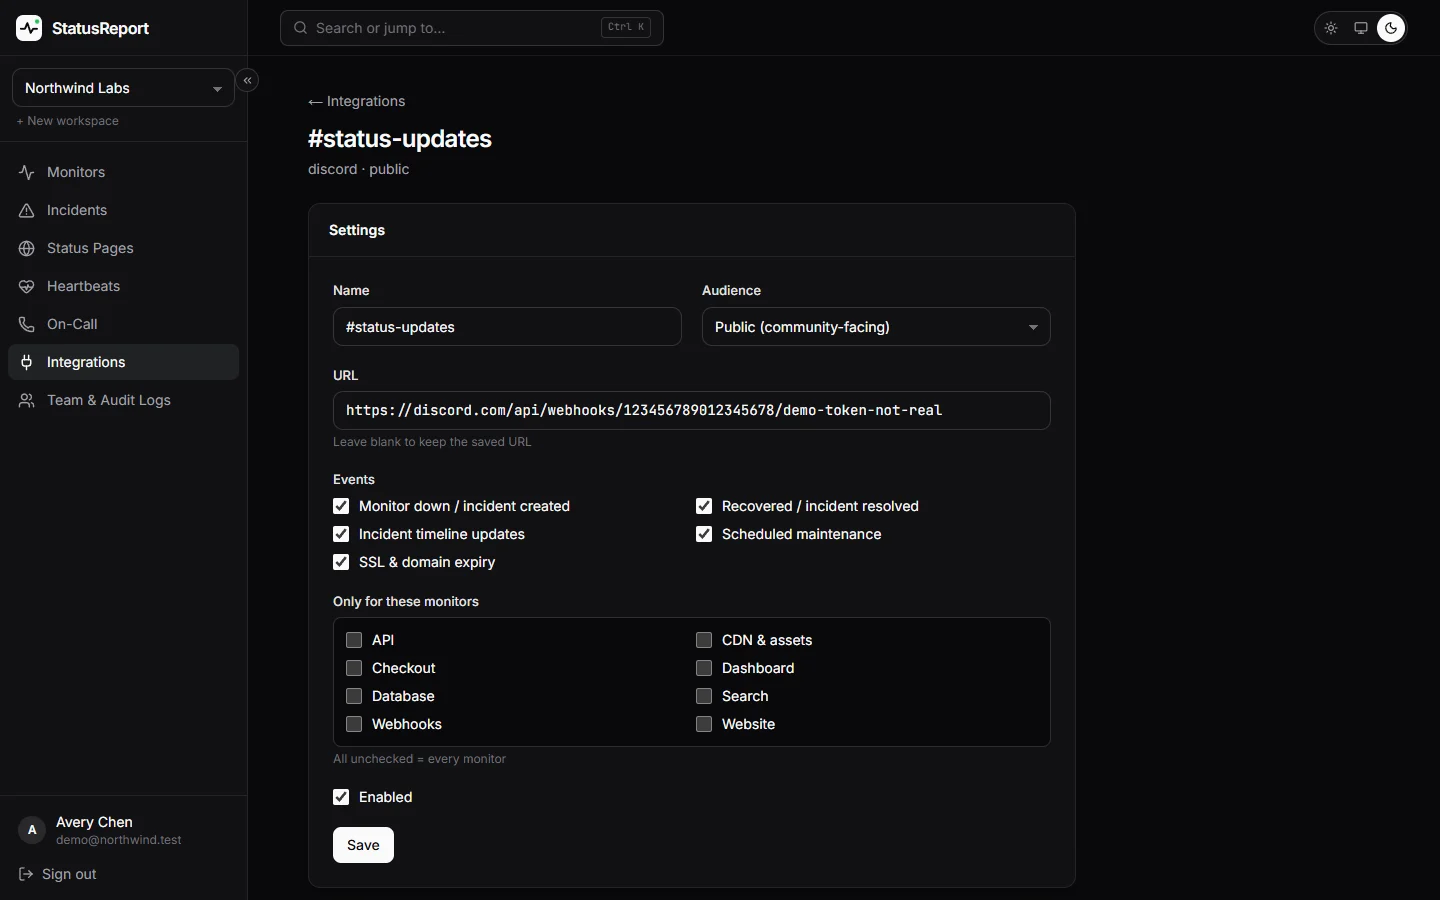 StatusReport
Search or jump to...
Ctrl K
Northwind Labs
+ New workspace
Monitors
Incidents
Status Pages
Heartbeats
On-Call
Integrations
Team & Audit Logs
A
Avery Chen
demo@northwind.test
Sign out
← Integrations
#status-updates
discord · public
Settings
Name
Audience
#status-updates
Public (community-facing)
URL
https://discord.com/api/webhooks/123456789012345678/demo-token-not-real
Leave blank to keep the saved URL
Events
Monitor down / incident created
Recovered / incident resolved
Incident timeline updates
Scheduled maintenance
SSL & domain expiry
Only for these monitors
API
CDN & assets
Checkout
Dashboard
Database
Search
Webhooks
Website
All unchecked = every monitor
Enabled
Save